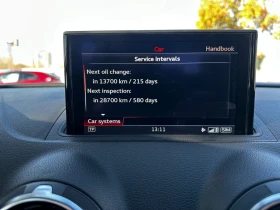 Car
Handbook
Service intervals
Next oil change:
in 13700 km / 215 days
Next inspection:
in 28700 km / 580 days
Car systems
TP
13:11